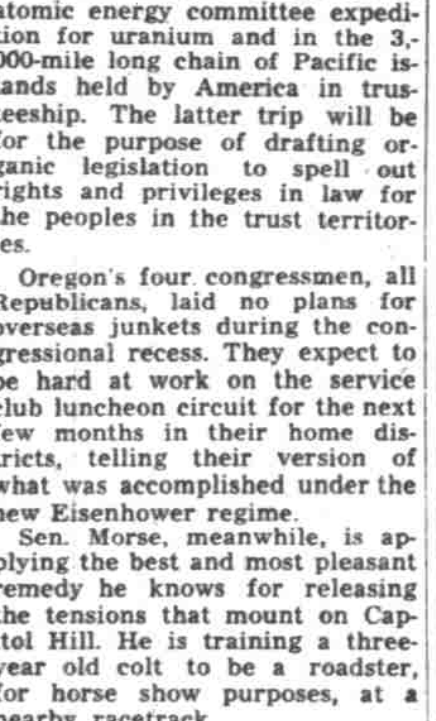 atomic energy committee expedi-
tion for uranium and in the 3,-
000-mile long chain of Pacific is-
lands held by America in trus-
teeship. The latter trip will be
for the purpose of drafting or-
ganic legislation to spell out
rights and privileges in law for
the peoples in the trust territor-
ies.
Oregon's four congressmen, all
Republicans, laid no plans for
overseas junkets during the con-
gressional recess. They expect to
be hard at work on the service
club luncheon circuit for the next
few months in their home dis-
tricts, telling their version of
what was accomplished under the
new Eisenhower regime.
Sen. Morse, meanwhile, is ap-
plying the best and most pleasant
remedy he knows for releasing
the tensions that mount on Cap-
itol Hill. He is training a three-
year old colt to be a roadster,
for horse show purposes, at a
nearby racetrack.